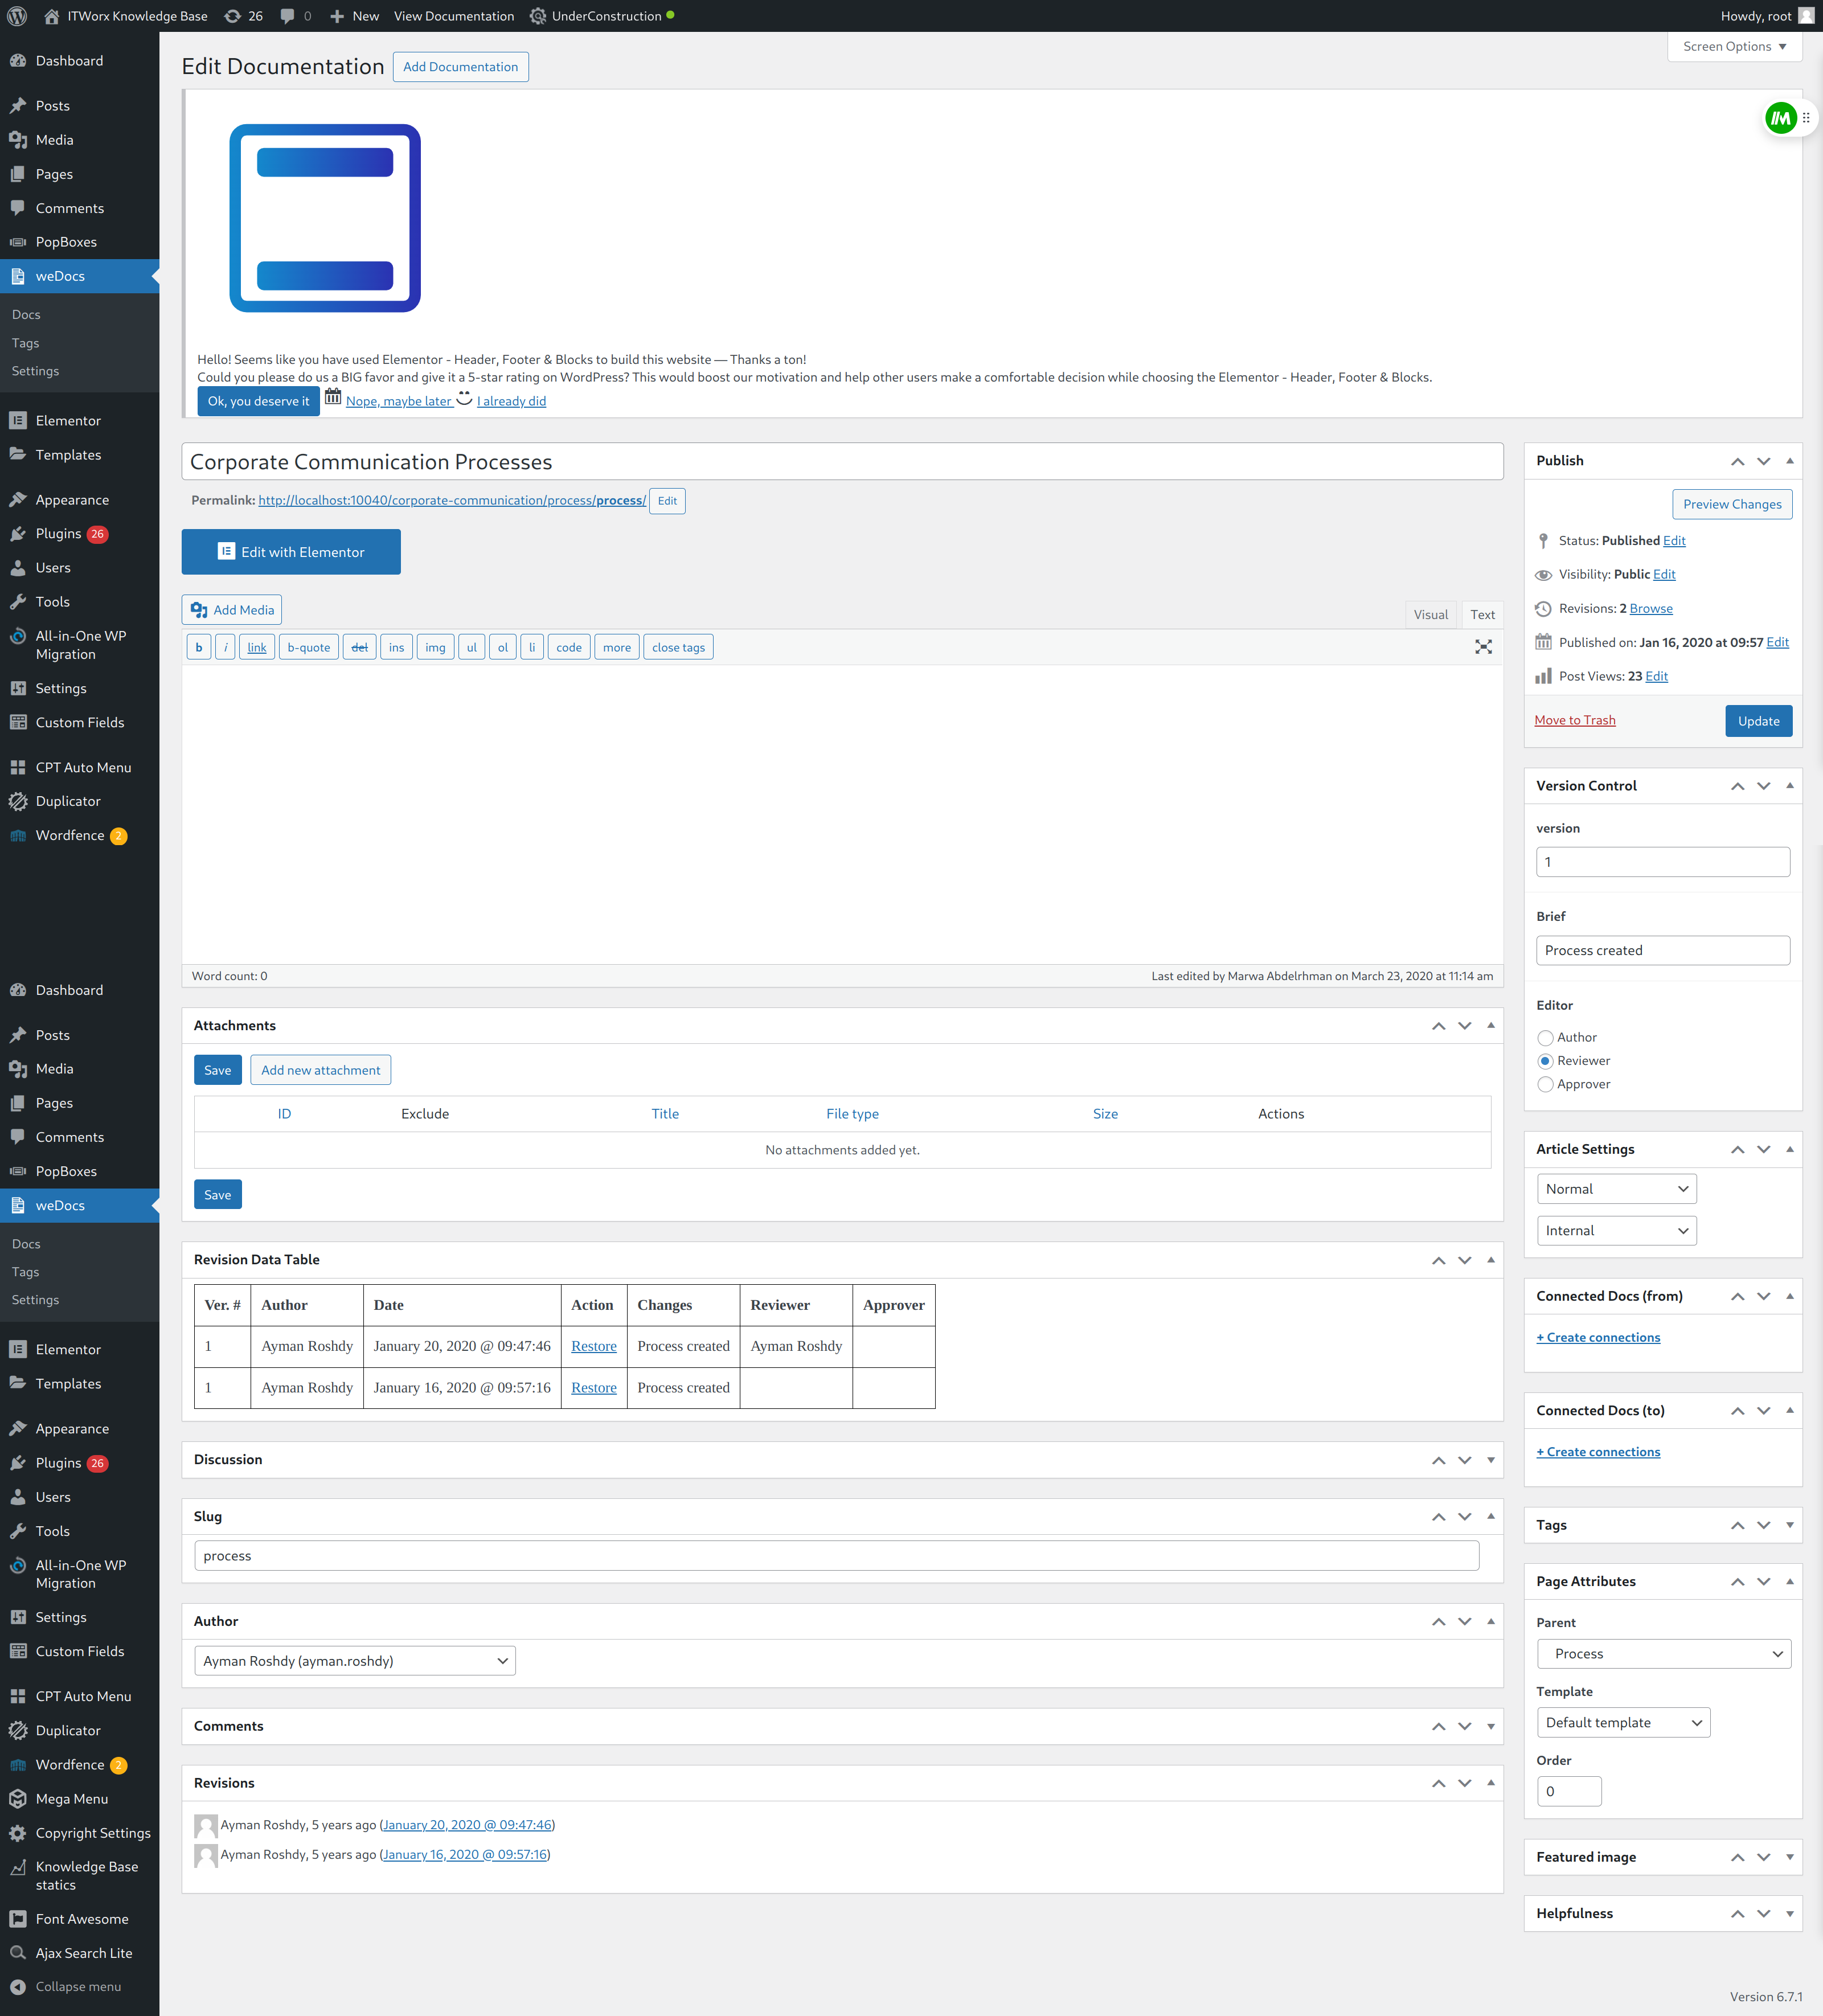 ITWorx Knowledge Base 26 0 New View Documentation UnderConstruction Howdy, root
Dashboard
Posts
Media
Pages
Comments
PopBoxes
weDocs
Docs
Tags
Settings
Elementor
Templates
Appearance
Plugins 26
Users
Tools
All-in-One WP
Migration
Settings
Custom Fields
CPT Auto Menu
Duplicator
Wordfence 2
Dashboard
Posts
Media
Pages
Comments
PopBoxes
weDocs
Docs
Tags
Settings
Elementor
Templates
Appearance
Plugins 26
Users
Tools
All-in-One WP
Migration
Settings
Custom Fields
CPT Auto Menu
Duplicator
Wordfence 2
Mega Menu
Copyright Settings
Knowledge Base
statics
Font Awesome
Ajax Search Lite
Collapse menu
Screen Options
Edit Documentation Add Documentation
Hello! Seems like you have used Elementor - Header, Footer & Blocks to build this website — Thanks a ton!
Could you please do us a BIG favor and give it a 5-star rating on WordPress? This would boost our motivation and help other users make a comfortable decision while choosing the Elementor - Header, Footer & Blocks.
Ok, you deserve it Nope, maybe later I already did
Corporate Communication Processes
Permalink: http://localhost:10040/corporate-communication/process/process/ Edit
Edit with Elementor
Add Media
Visual Text
b i link b-quote del ins img ul ol li code more close tags
Word count: 0
Last edited by Marwa Abdelrhman on March 23, 2020 at 11:14 am
Attachments
Save Add new attachment
ID Exclude Title File type Size Actions
No attachments added yet.
Save
Revision Data Table
Ver. # Author Date Action Changes Reviewer Approver
1 Ayman Roshdy January 20, 2020 @ 09:47:46 Restore Process created Ayman Roshdy
1 Ayman Roshdy January 16, 2020 @ 09:57:16 Restore Process created
Discussion
Slug
process
Author
Ayman Roshdy (ayman.roshdy)
Comments
Revisions
Ayman Roshdy, 5 years ago (January 20, 2020 @ 09:47:46)
Ayman Roshdy, 5 years ago (January 16, 2020 @ 09:57:16)
Publish
Preview Changes
Status: Published Edit
Visibility: Public Edit
Revisions: 2 Browse
Published on: Jan 16, 2020 at 09:57 Edit
Post Views: 23 Edit
Move to Trash Update
Version Control
version
1
Brief
Process created
Editor
Author
Reviewer
Approver
Article Settings
Normal
Internal
Connected Docs (from)
+ Create connections
Connected Docs (to)
+ Create connections
Tags
Page Attributes
Parent
Process
Template
Default template
Order
0
Featured image
Helpfulness
Version 6.7.1